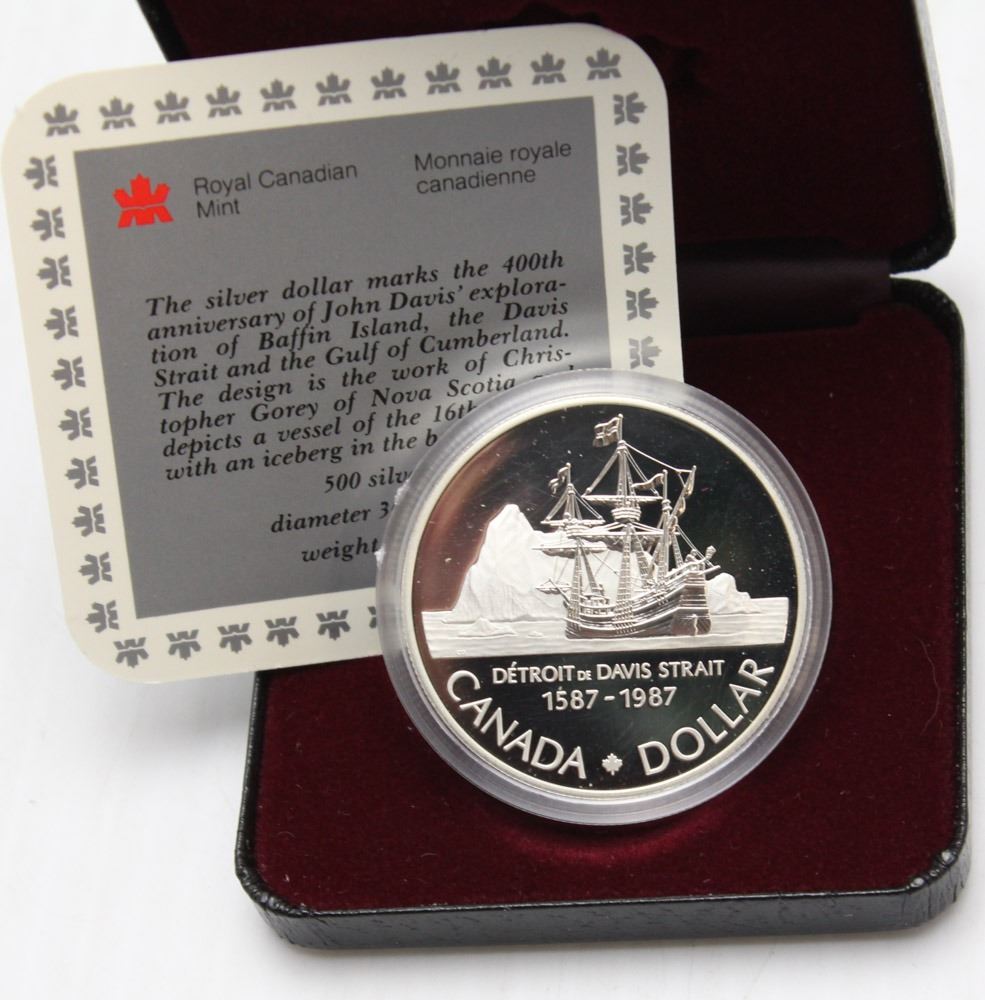 Royal Canadian
Mint
Monnaie royale
canadienne
The silver dollar marks the 400th
anniversary of John Davis' explora-
tion of Baffin Island, the Davis
Strait and the Gulf of Cumberland.
The design is the work of Chris-
topher Gorey of Nova Scotia and
depicts a vessel of the 16th
with an iceberg in the
500
diameter
weight
DÉTROIT DE DAVIS STRAIT
1587-1987
CANADA DOLLAR